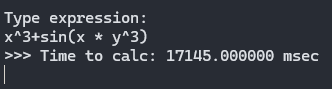 Type expression:
x^3+sin(x * y^3)
>>> Time to calc: 17145.000000 msec